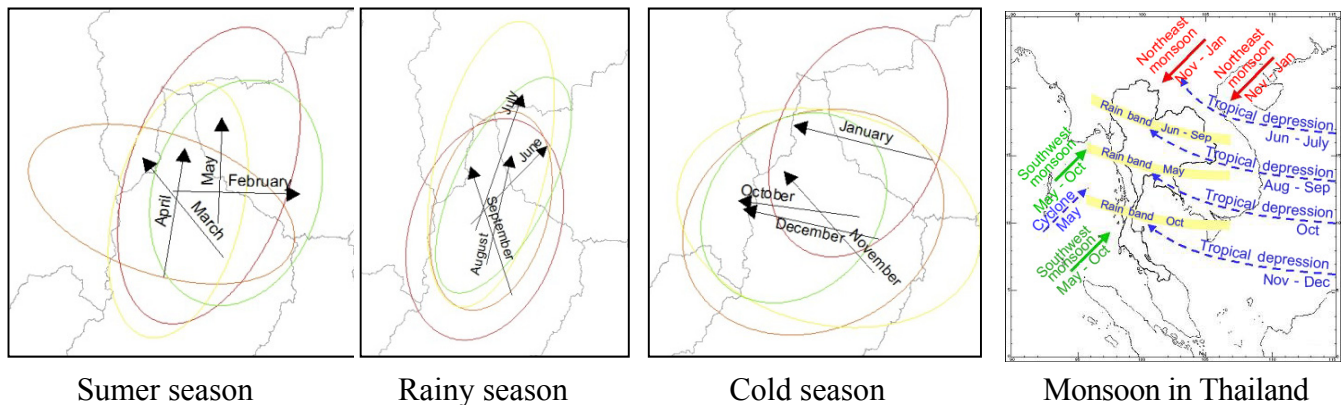 February
May
April
March
July
June
September
August
January
October
December
November
Northeast
monsoon
Nov - Jan
Northeast
monsoon
Nov - Jan
Tropical depression
Jun - July
Rain band Jun - Sep
Tropical depression
Aug - Sep
Southwest
monsoon
May - Oct
Rain band May
Tropical depression
Oct
Cyclone
May
Rain band Oct
Tropical depression
Nov - Dec
Southwest
monsoon
May - Oct
Sumer season
Rainy season
Cold season
Monsoon in Thailand